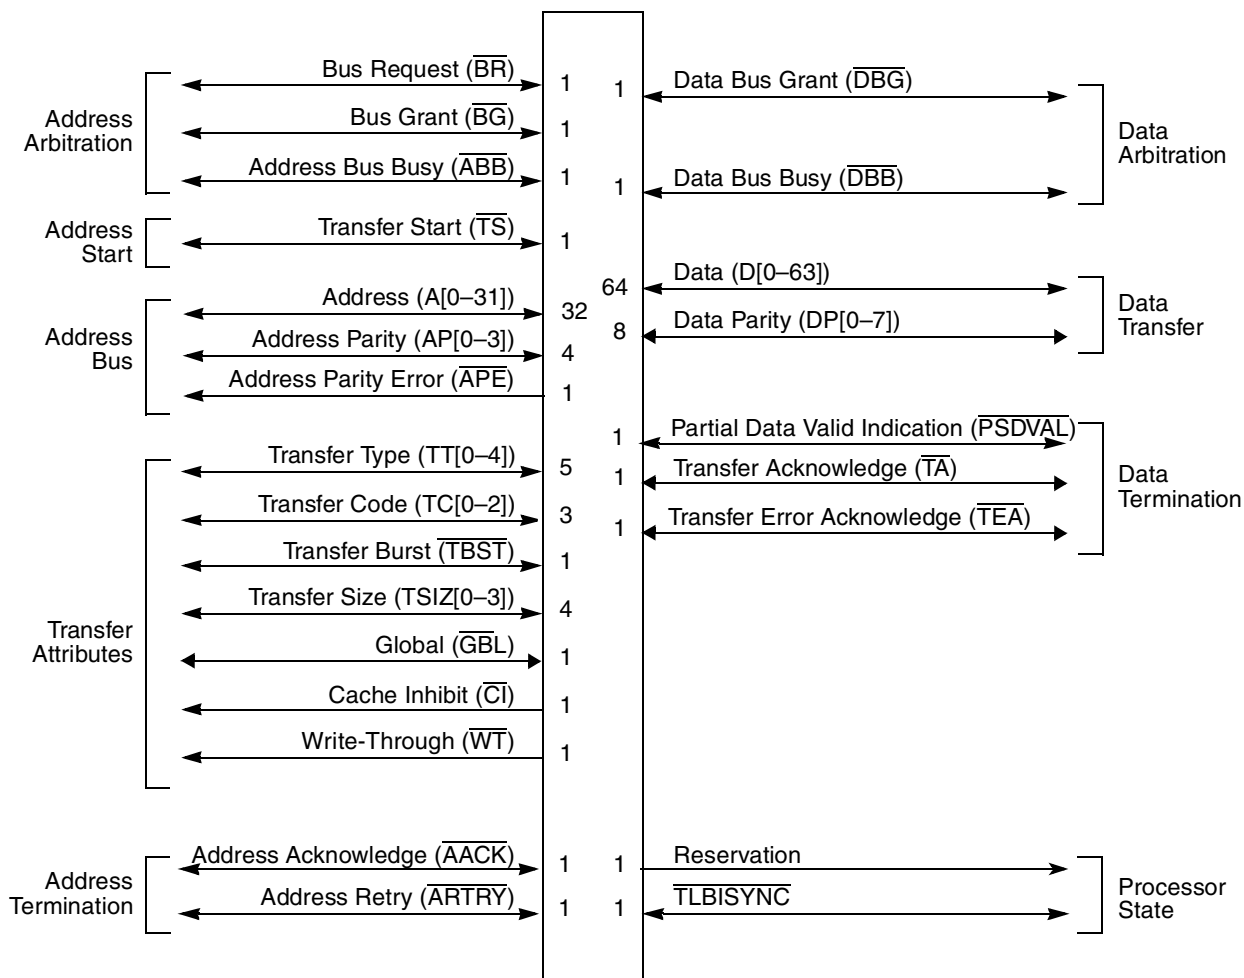 Address
Arbitration
Bus Request (BR)
1
Bus Grant (BG)
1
Address Bus Busy (ABB)
1
Address
Start
Transfer Start (TS)
1
Address
Bus
Address (A[0–31])
32
Address Parity (AP[0–3])
4
Address Parity Error (APE)
1
Transfer
Attributes
Transfer Type (TT[0–4])
5
Transfer Code (TC[0–2])
3
Transfer Burst (TBST)
1
Transfer Size (TSIZ[0–3])
4
Global (GBL)
1
Cache Inhibit (CI)
1
Write-Through (WT)
1
Address
Termination
Address Acknowledge (AACK)
1
Address Retry (ARTRY)
1
1
Data Bus Grant (DBG)
1
Data Bus Busy (DBB)
Data
Arbitration
64
Data (D[0–63])
8
Data Parity (DP[0–7])
Data
Transfer
1
Partial Data Valid Indication (PSDVAL)
1
Transfer Acknowledge (TA)
1
Transfer Error Acknowledge (TEA)
Data
Termination
1
Reservation
1
TLBISYNC
Processor
State